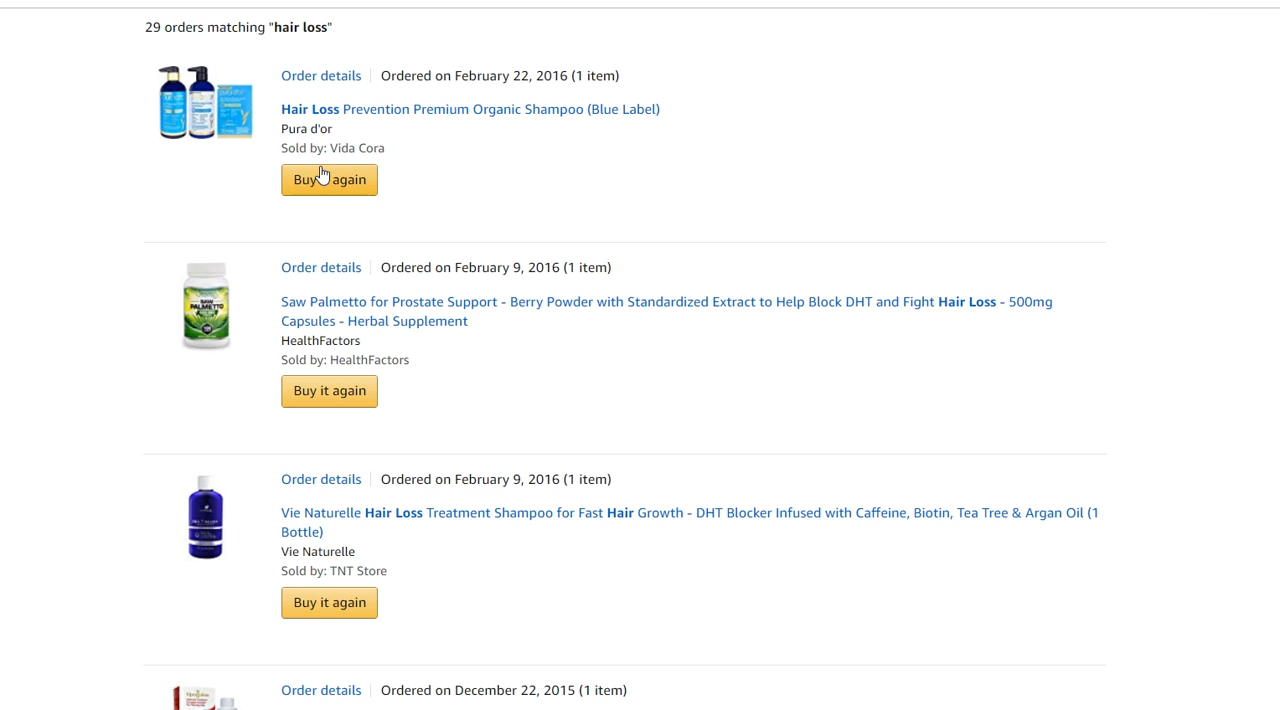 29 orders matching "hair loss"
Order details
Ordered on February 22, 2016 (1 item)
Hair Loss Prevention Premium Organic Shampoo (Blue Label)
Pura d'or
Sold by: Vida Cora
Buy again
Order details
Ordered on February 9, 2016 (1 item)
Saw Palmetto for Prostate Support - Berry Powder with Standardized Extract to Help Block DHT and Fight Hair Loss - 500mg
Capsules - Herbal Supplement
HealthFactors
Sold by: HealthFactors
Buy it again
SAW
PALMETTO
Order details
Ordered on February 9, 2016 (1 item)
Vie Naturelle Hair Loss Treatment Shampoo for Fast Hair Growth - DHT Blocker Infused with Caffeine, Biotin, Tea Tree & Argan Oil (1
Bottle)
Vie Naturelle
Sold by: TNT Store
Buy it again
Order details
Ordered on December 22, 2015 (1 item)